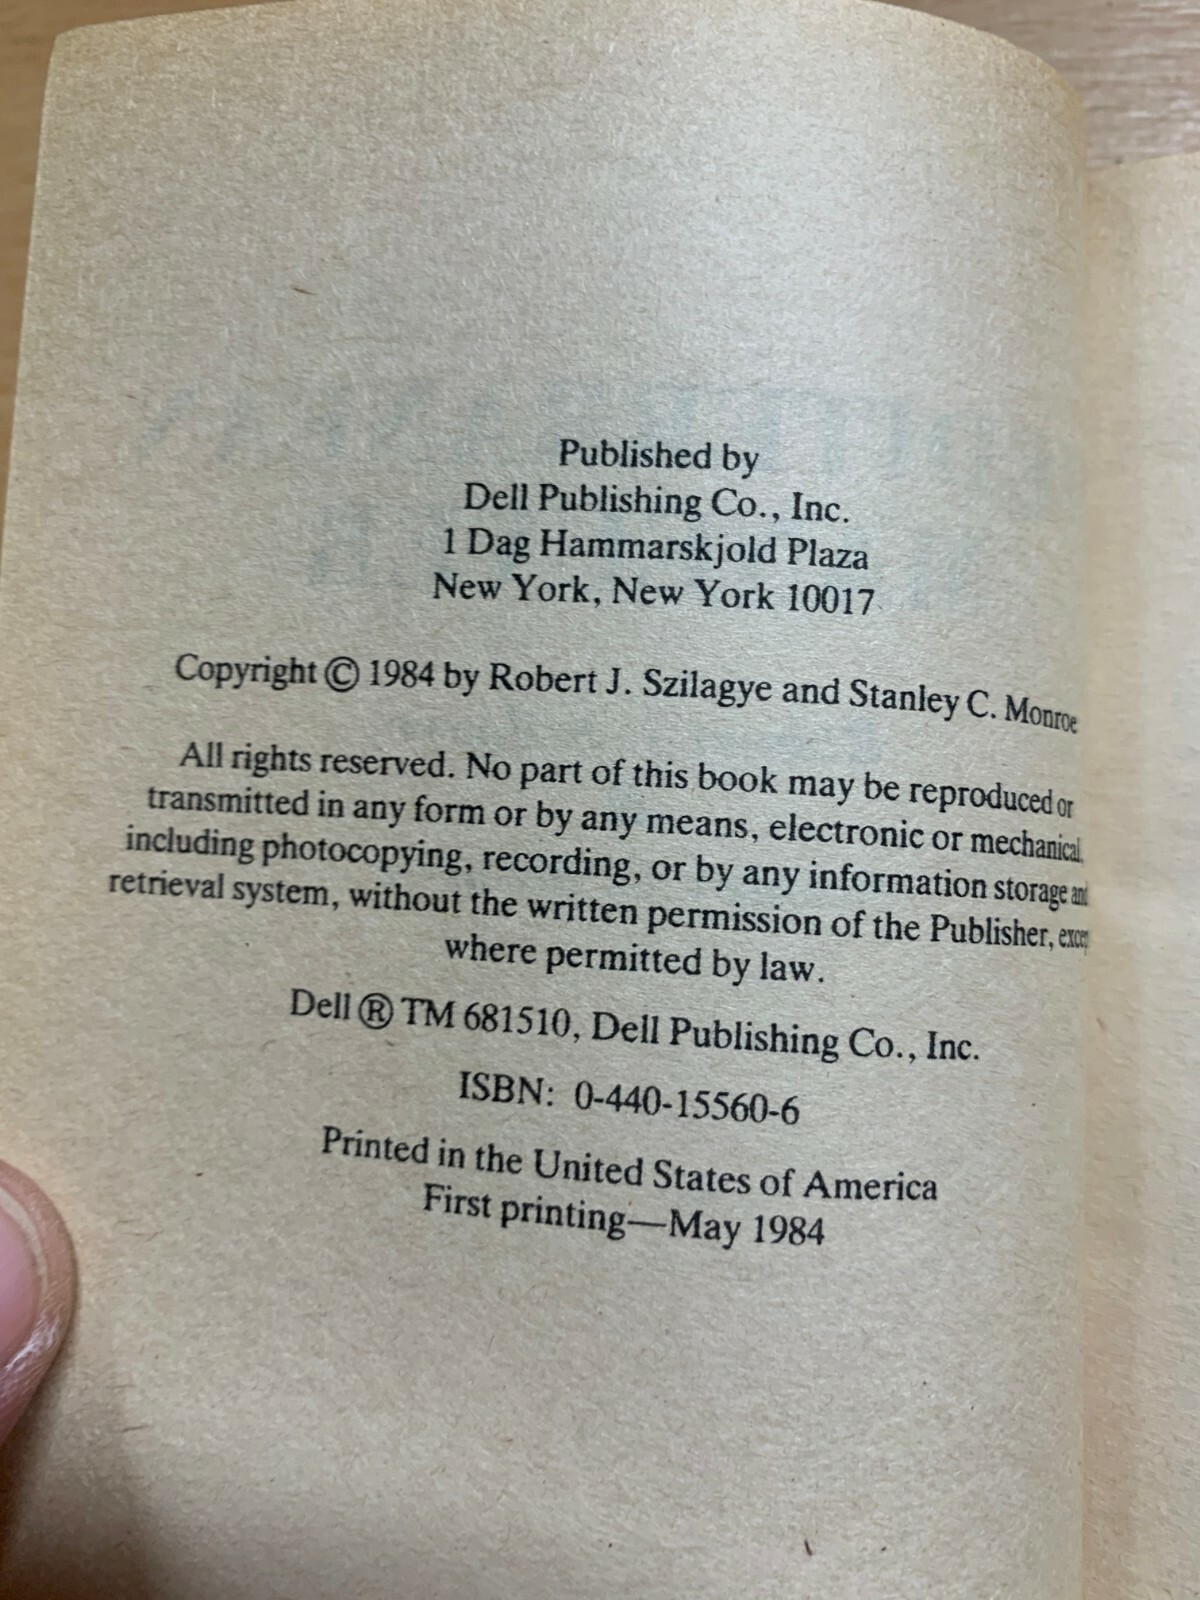 Published by
Dell Publishing Co., Inc.
1 Dag Hammarskjold Plaza
New York, New York 10017
Copyright © 1984 by Robert J. Szilagye and Stanley C. Monroe
All rights reserved. No part of this book may be reproduced or
transmitted in any form or by any means, electronic or mechanical,
including photocopying, recording, or by any information storage and
retrieval system, without the written permission of the Publisher, excep
where permitted by law.
Dell ® TM 681510, Dell Publishing Co., Inc.
ISBN: 0-440-15560-6
Printed in the United States of America
First printing—May 1984